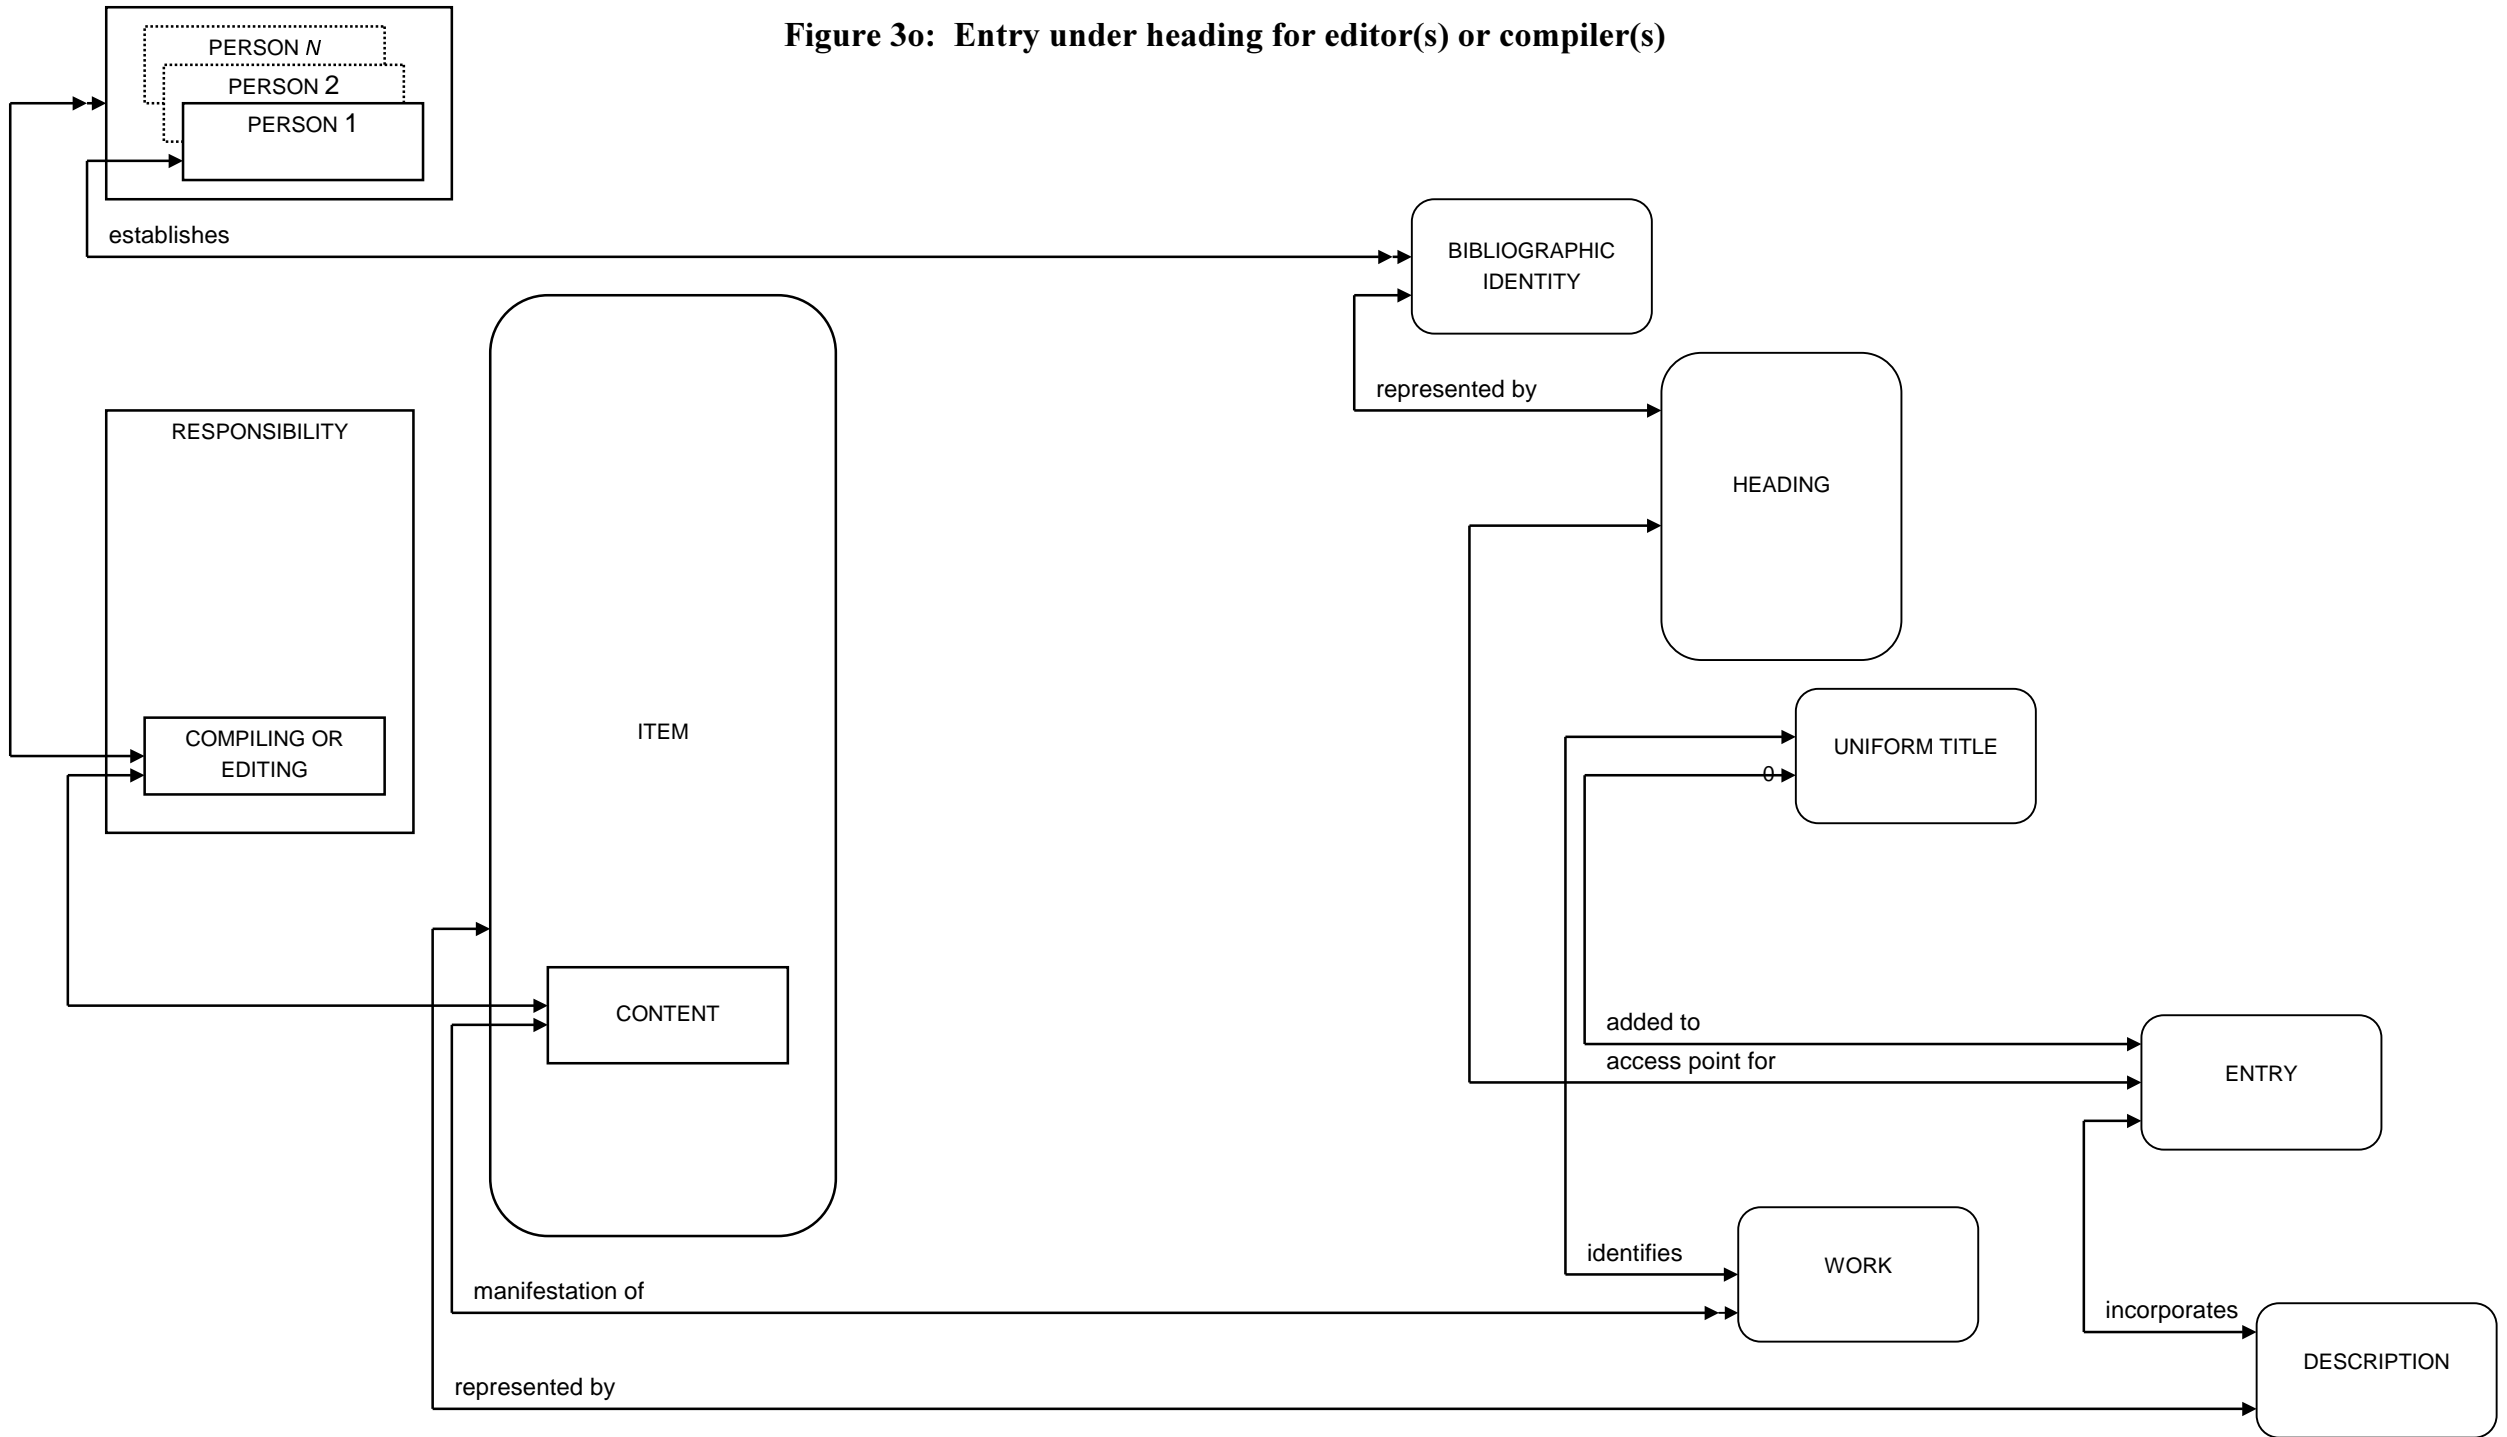 Figure 3o: Entry under heading for editor(s) or compiler(s)
PERSON N
PERSON 2
PERSON 1
establishes
BIBLIOGRAPHIC
IDENTITY
represented by
RESPONSIBILITY
HEADING
COMPILING OR
EDITING
ITEM
UNIFORM TITLE
0
CONTENT
added to
access point for
ENTRY
identifies
WORK
manifestation of
incorporates
DESCRIPTION
represented by